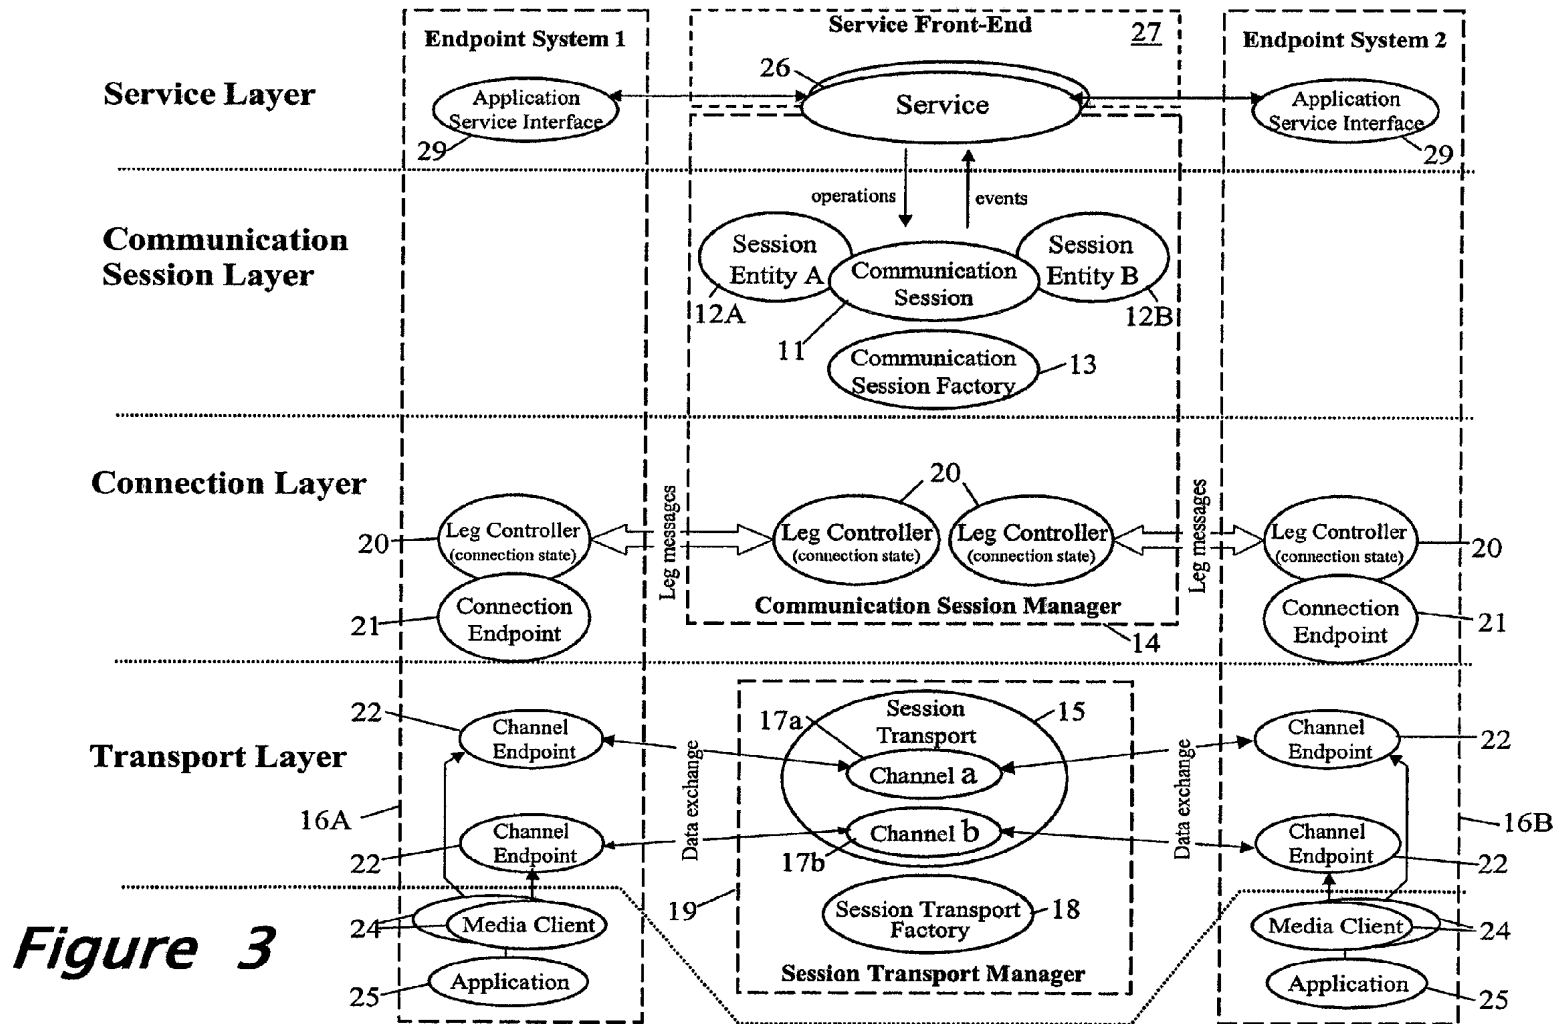 Endpoint System 1
Service Front-End
27
Endpoint System 2
26
Service Layer
Application
Service Interface
Service
Application
Service Interface
29
29
operations
events
Communication
Session Layer
Session
Entity A
Communication
Session
Session
Entity B
12A
12B
11
Communication
Session Factory
13
Connection Layer
20
Leg Controller
(connection state)
Leg messages
Leg Controller
(connection state)
Leg Controller
(connection state)
Leg messages
Leg Controller
(connection state)
20
20
Connection
Endpoint
Communication Session Manager
Connection
Endpoint
21
21
14
22
Channel
Endpoint
17a
Session
Transport
15
Channel
Endpoint
22
Transport Layer
Channel a
Data exchange
Data exchange
16A
16B
Channel
Endpoint
Channel b
Channel
Endpoint
22
17b
22
19
Session Transport
Factory
18
24
Media Client
Media Client
24
Figure 3
Session Transport Manager
25
Application
Application
25